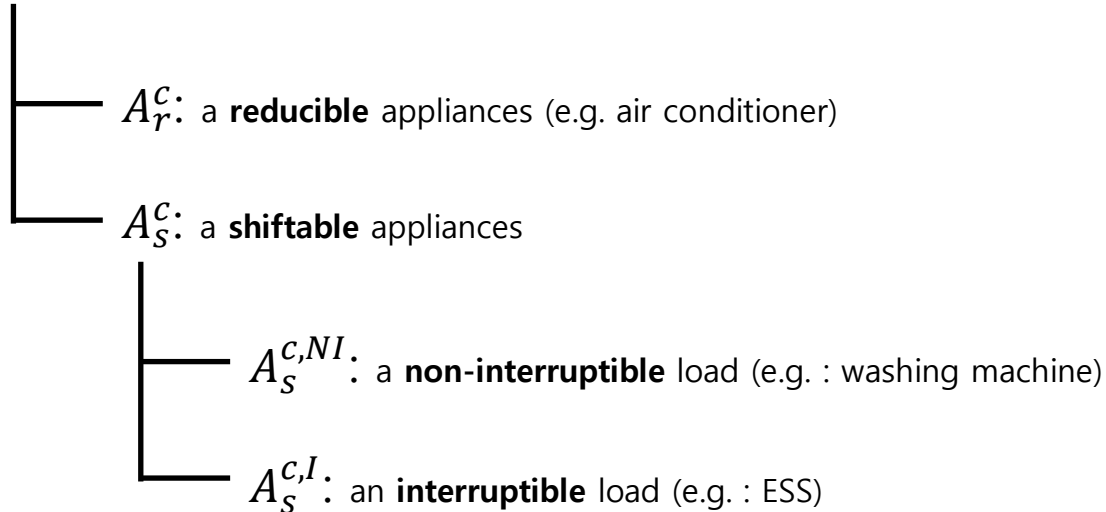 A_r^c: a reducible appliances (e.g. air conditioner)
A_s^c: a shiftable appliances
A_s^{c,NI}: a non-interruptible load (e.g. : washing machine)
A_s^{c,I}: an interruptible load (e.g. : ESS)